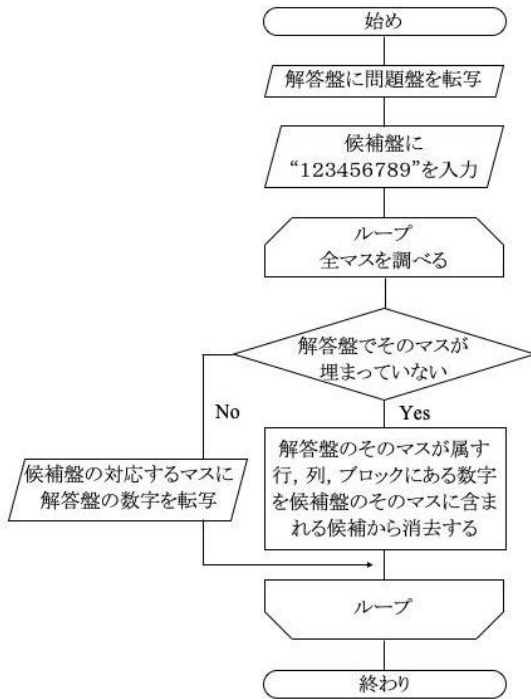 始め
解答盤に問題盤を転写
候補盤に
“123456789”を入力
ループ
全マスを調べる
解答盤でそのマスが
埋まっていない
No
Yes
候補盤の対応するマスに
解答盤の数字を転写
解答盤のそのマスが属す
行, 列, ブロックにある数字
を候補盤のそのマスに含ま
れる候補から消去する
ループ
終わり